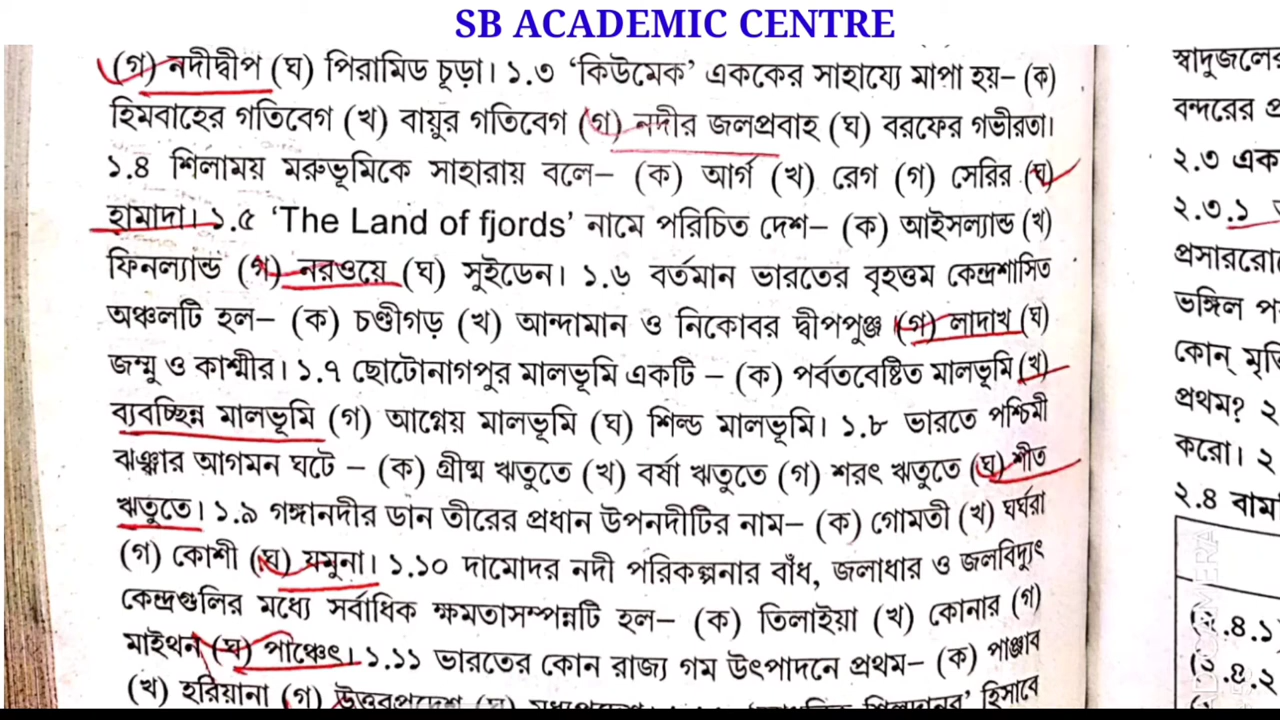 SB ACADEMIC CENTRE
(গ) নদীদ্বীপ (ঘ) পিরামিড চূড়া। ১.৩ ‘কিউমেক’ এককের সাহায্যে মাপা হয়– (ক)
হিমবাহের গতিবেগ (খ) বায়ুর গতিবেগ (গ) নদীর জলপ্রবাহ (ঘ) বরফের গভীরতা।
১.৪ শিলাময় মরুভূমিকে সাহারায় বলে– (ক) আর্গ (খ) রেগ (গ) সেরির (ঘ)
হামাদা। ১.৫ ‘The Land of fjords’ নামে পরিচিত দেশ– (ক) আইসল্যান্ড (খ)
ফিনল্যান্ড (গ) নরওয়ে (ঘ) সুইডেন। ১.৬ বর্তমান ভারতের বৃহত্তম কেন্দ্রশাসিত
অঞ্চলটি হল– (ক) চণ্ডীগড় (খ) আন্দামান ও নিকোবর দ্বীপপুঞ্জ (গ) লাদাখ (ঘ)
জম্মু ও কাশ্মীর। ১.৭ ছোটোনাগপুর মালভূমি একটি – (ক) পর্বতবেষ্টিত মালভূমি (খ)
ব্যবচ্ছিন্ন মালভূমি (গ) আগ্নেয় মালভূমি (ঘ) শিল্ড মালভূমি। ১.৮ ভারতে পশ্চিমী
ঝঞ্ঝার আগমন ঘটে – (ক) গ্রীষ্ম ঋতুতে (খ) বর্ষা ঋতুতে (গ) শরৎ ঋতুতে (ঘ) শীত
ঋতুতে। ১.৯ গঙ্গানদীর ডান তীরের প্রধান উপনদীটির নাম– (ক) গোমতী (খ) ঘর্ঘরা
(গ) কোশী (ঘ) যমুনা। ১.১০ দামোদর নদী পরিকল্পনার বাঁধ, জলাধার ও জলবিদ্যুৎ
কেন্দ্রগুলির মধ্যে সর্বাধিক ক্ষমতাসম্পন্নটি হল– (ক) তিলাইয়া (খ) কোনার (গ)
মাইথন (ঘ) পাঞ্চেৎ। ১.১১ ভারতের কোন রাজ্য গম উৎপাদনে প্রথম– (ক) পাঞ্জাব
(খ) হরিয়ানা (গ) উত্তরপ্রদেশ হিসাবে
স্বাদুজলের
বন্দরের
২.৩
২.৩.১
ভঙ্গিল
কোন্
প্রথম? ২
করো। ২
২.৪